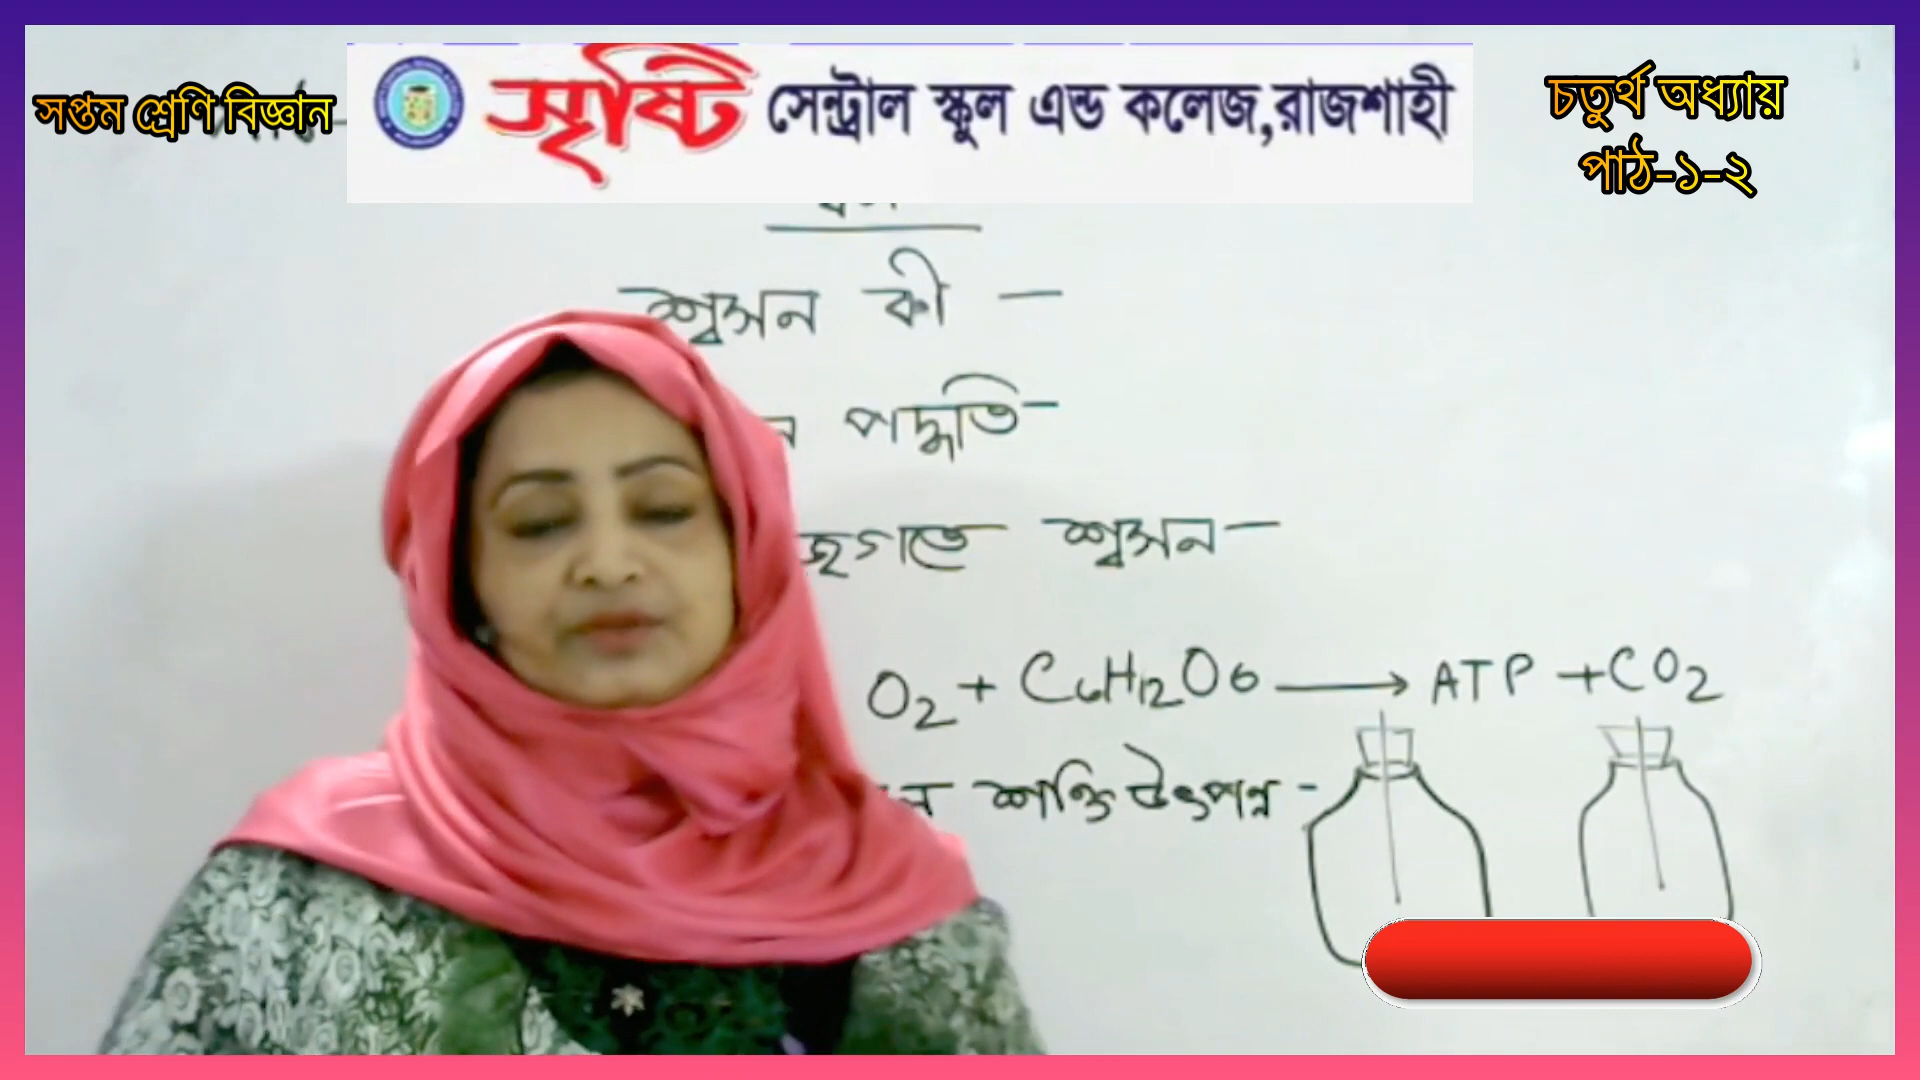 সপ্তম শ্রেণি বিজ্ঞান
সৃষ্টি সেন্ট্রাল স্কুল এন্ড কলেজ,রাজশাহী
চতুর্থ অধ্যায়
পাঠ-১-২
শ্বসন কী –
পদ্ধতি –
শ্বসন –
O2 + C6H12O6 → ATP + CO2
শক্তি উৎপন্ন -